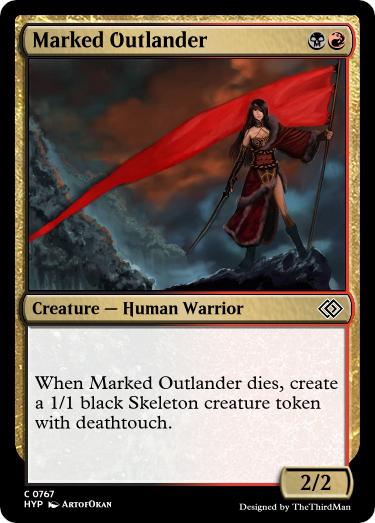 Marked Outlander
Creature — Human Warrior
When Marked Outlander dies, create
a 1/1 black Skeleton creature token
with deathtouch.
2/2
C 0767
HYP ArtofOkan
Designed by TheThirdMan